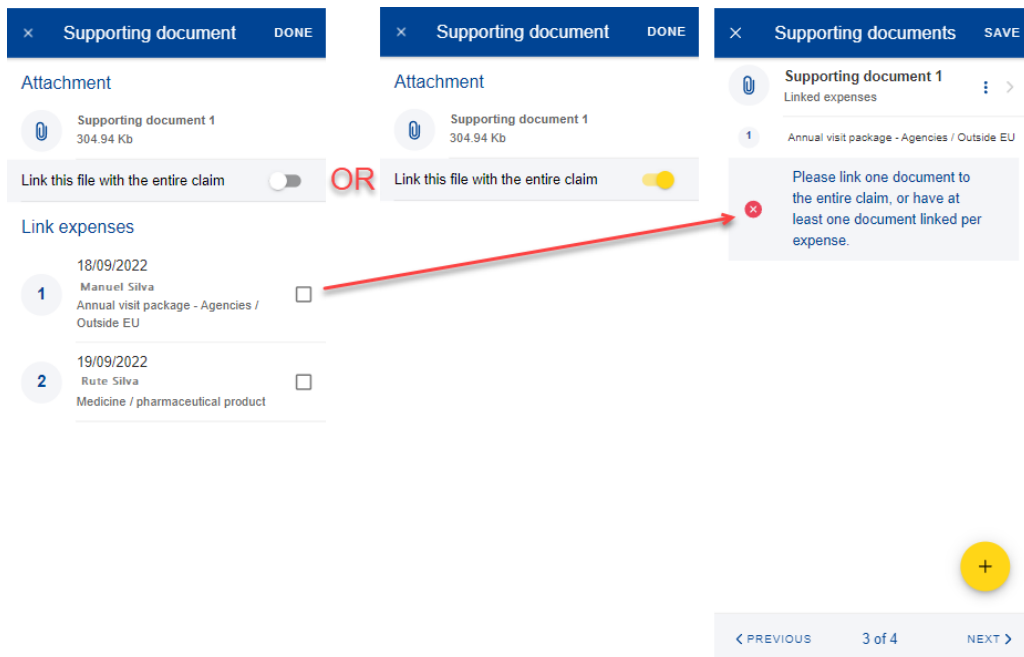 Supporting document DONE
Attachment
Supporting document 1
304.94 Kb
Link this file with the entire claim
Link expenses
18/09/2022
1
Manuel Silva
Annual visit package - Agencies /
Outside EU
19/09/2022
2
Rute Silva
Medicine / pharmaceutical product
OR
Supporting document DONE
Attachment
Supporting document 1
304.94 Kb
Link this file with the entire claim
Supporting documents SAVE
Supporting document 1
Linked expenses
1 Annual visit package - Agencies / Outside EU
Please link one document to
the entire claim, or have at
least one document linked per
expense.
+
PREVIOUS 3 of 4 NEXT